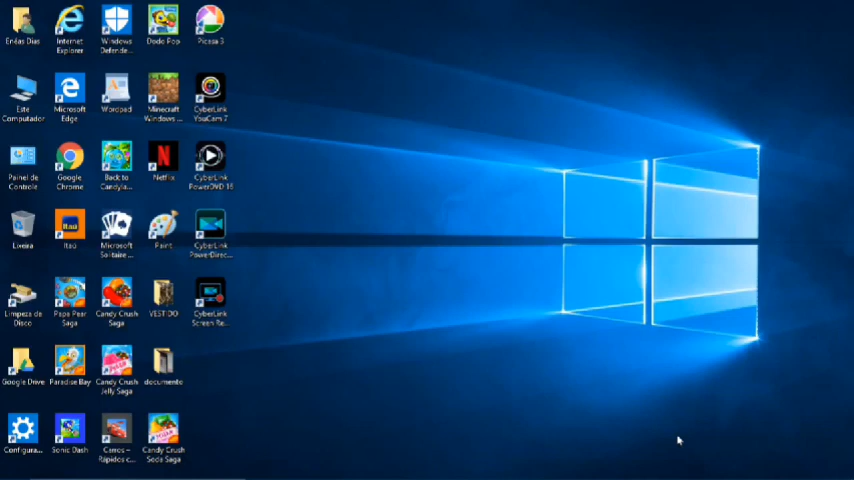 Enéas Dias
Internet
Explorer
Windows
Defende...
Dodo Pop
Picasa 3
Este
Computador
Microsoft
Edge
Wordpad
Minecraft
Windows ...
CyberLink
YouCam 7
Painel de
Controle
Google
Chrome
Back to
Candyla...
Netflix
CyberLink
PowerDVD 16
Lixeira
Itaú
Itaú
Microsoft
Solitaire ...
Paint
CyberLink
PowerDirec...
Limpeza de
Disco
Papa Pear
Saga
Candy Crush
Saga
VESTIDO
CyberLink
Screen Re...
Google Drive
Paradise Bay
Candy Crush
Jelly Saga
documento
Configura...
Sonic Dash
Carros –
Rápidos c...
Candy Crush
Soda Saga